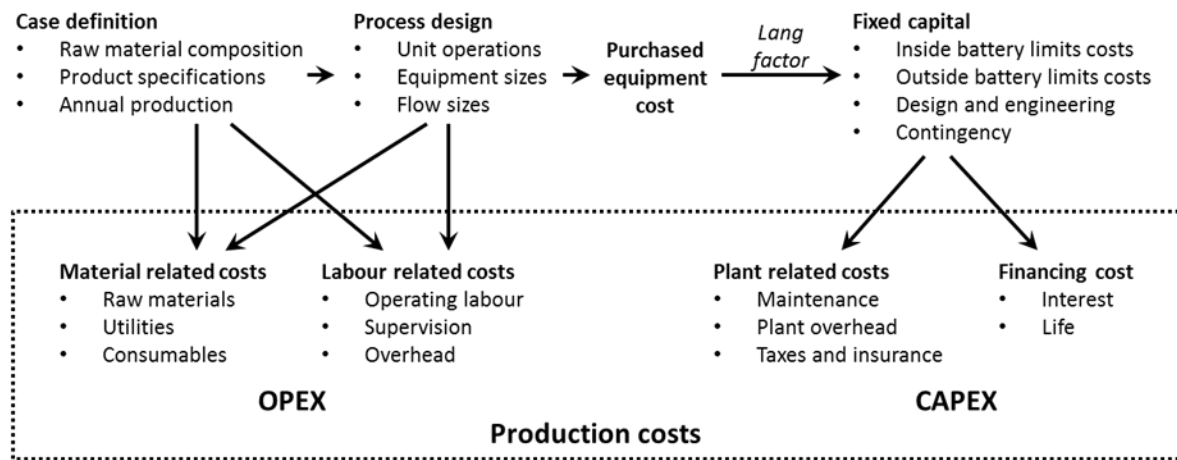 Case definition
• Raw material composition
• Product specifications
• Annual production
Process design
• Unit operations
• Equipment sizes
• Flow sizes
Purchased
equipment
cost
Lang
factor
Fixed capital
• Inside battery limits costs
• Outside battery limits costs
• Design and engineering
• Contingency
Material related costs
• Raw materials
• Utilities
• Consumables
Labour related costs
• Operating labour
• Supervision
• Overhead
Plant related costs
• Maintenance
• Plant overhead
• Taxes and insurance
Financing cost
• Interest
• Life
OPEX
CAPEX
Production costs